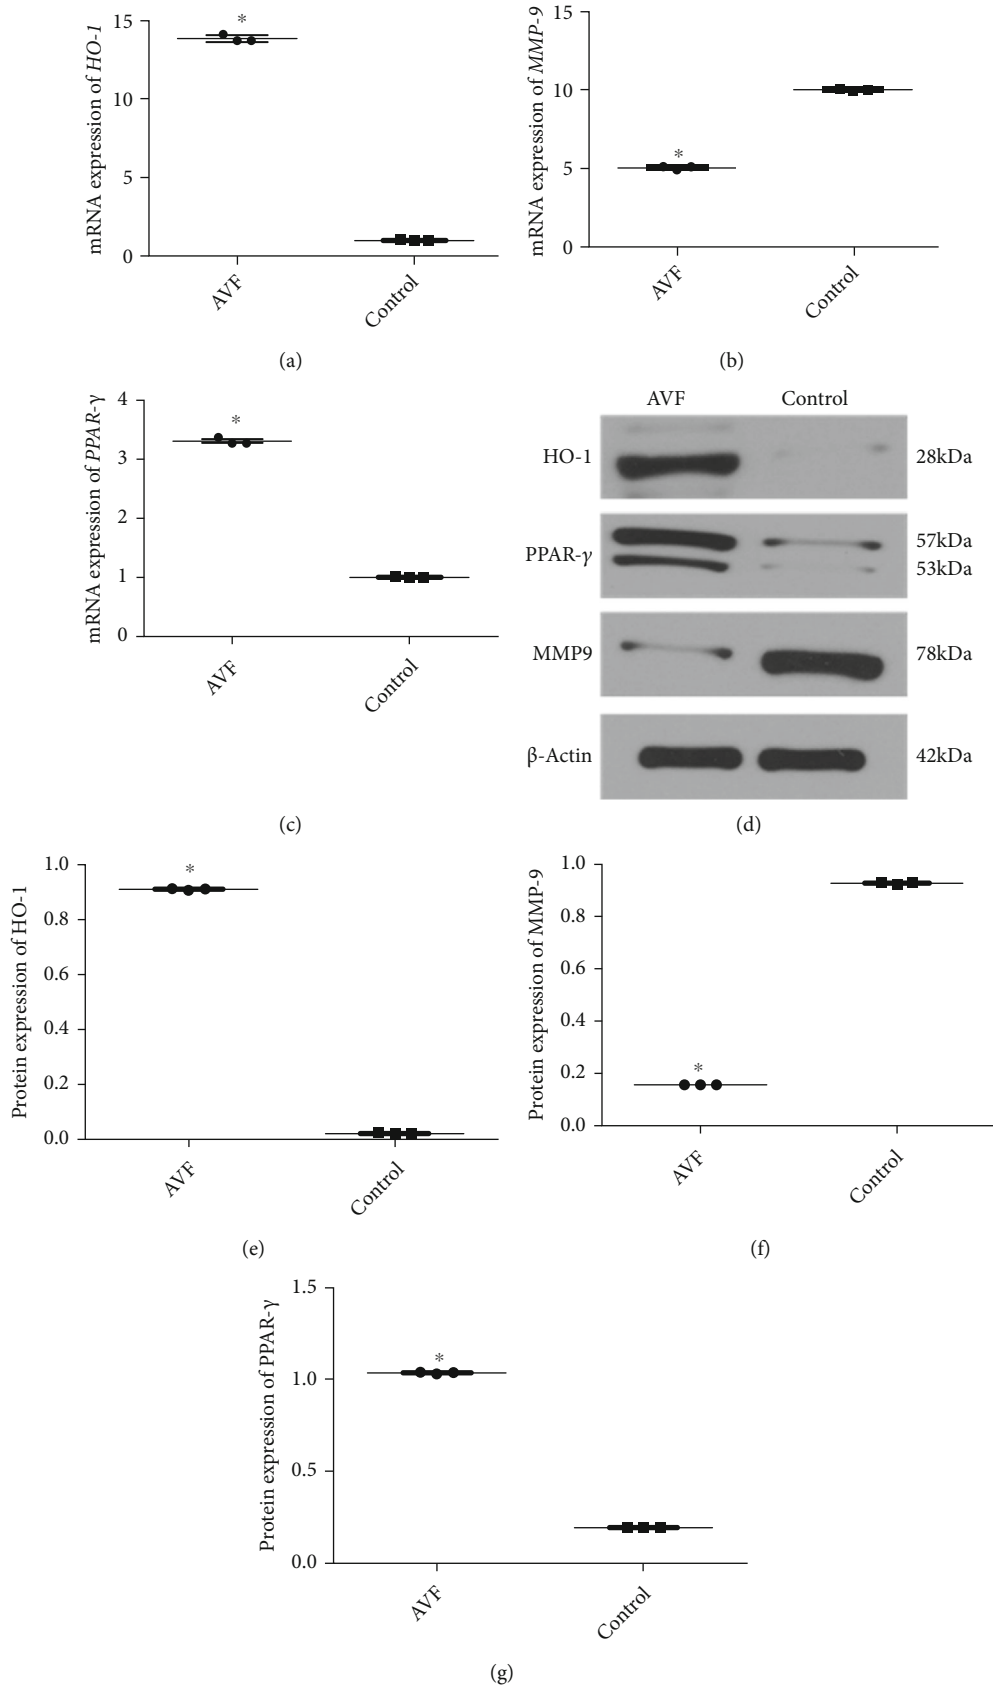 mRNA expression of HO-1
15
10
5
0
*
AVF
Control
(a)
mRNA expression of MMP-9
15
10
5
0
*
AVF
Control
(b)
mRNA expression of PPAR-γ
4
3
2
1
0
*
AVF
Control
(c)
AVF Control
HO-1 28kDa
PPAR-γ 57kDa
53kDa
MMP9 78kDa
β-Actin 42kDa
(d)
Protein expression of HO-1
1.0
0.8
0.6
0.4
0.2
0.0
*
AVF
Control
(e)
Protein expression of MMP-9
1.0
0.8
0.6
0.4
0.2
0.0
*
AVF
Control
(f)
Protein expression of PPAR-γ
1.5
1.0
0.5
0.0
*
AVF
Control
(g)